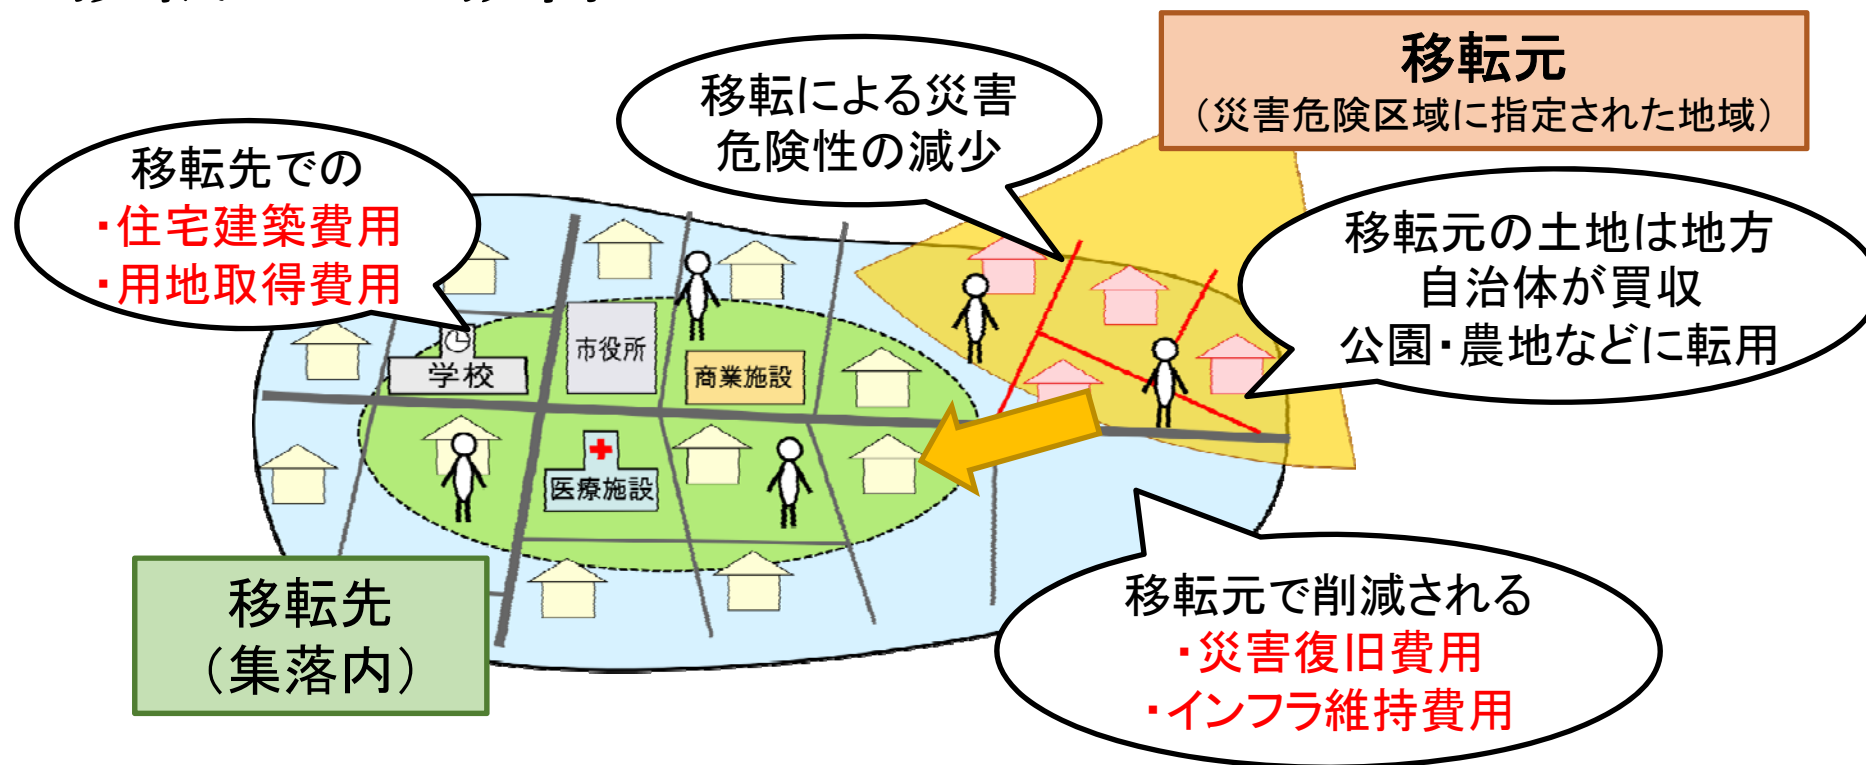 移転元
（災害危険区域に指定された地域）
移転による災害
危険性の減少
移転先での
・住宅建築費用
・用地取得費用
移転元の土地は地方
自治体が買収
公園・農地などに転用
市役所
学校
商業施設
医療施設
移転先
（集落内）
移転元で削減される
・災害復旧費用
・インフラ維持費用